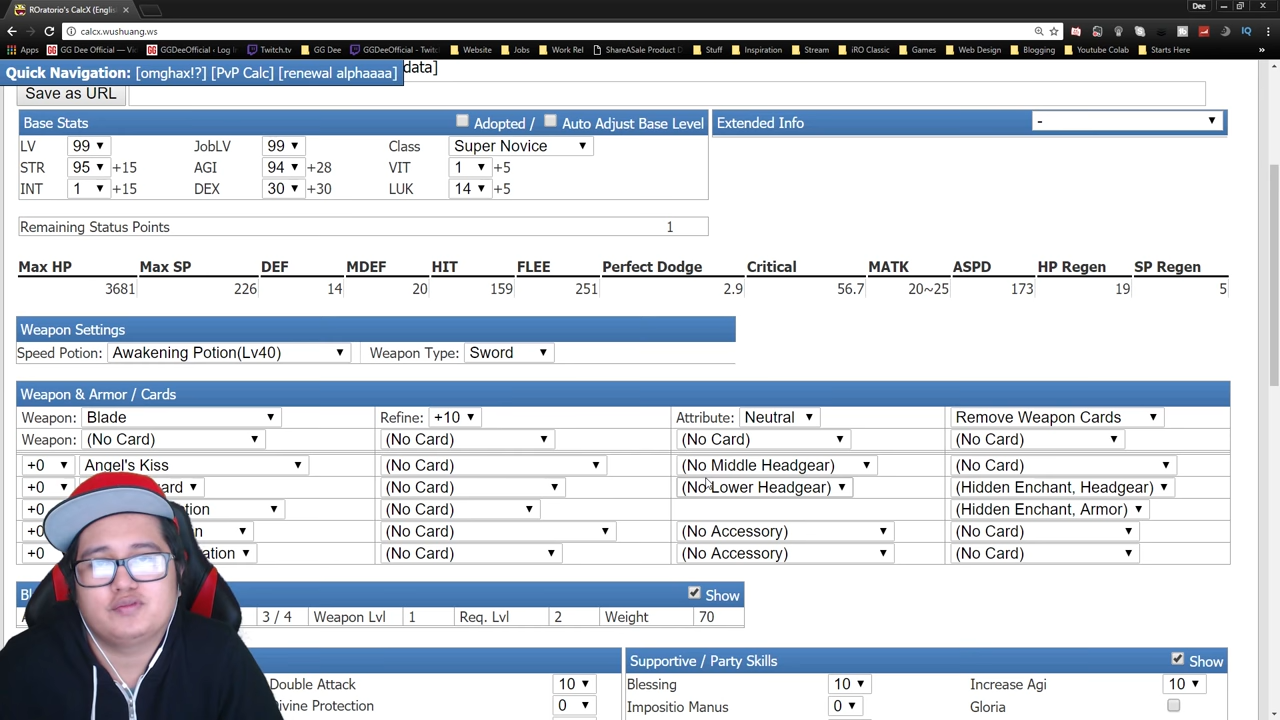 ROratorio's CalcX (Englis
Dee
calcx.wushuang.ws
Apps GG Dee Official — Vi GGDeeOfficial ‹ Log I Twitch.tv GG Dee GGDeeOfficial - Twitc Website Jobs Work Rel ShareASale Product D Stuff Inspiration Stream iRO Classic Games Web Design Blogging Youtube Colab Starts Here
Quick Navigation: [omghax!?] [PvP Calc] [renewal alphaaaa] data]
Save as URL
Base Stats Adopted / Auto Adjust Base Level Extended Info -
LV 99 JobLV 99 Class Super Novice
STR 95 +15 AGI 94 +28 VIT 1 +5
INT 1 +15 DEX 30 +30 LUK 14 +5
Remaining Status Points 1
Max HP Max SP DEF MDEF HIT FLEE Perfect Dodge Critical MATK ASPD HP Regen SP Regen
3681 226 14 20 159 251 2.9 56.7 20~25 173 19 5
Weapon Settings
Speed Potion: Awakening Potion(Lv40) Weapon Type: Sword
Weapon & Armor / Cards
Weapon: Blade Refine: +10 Attribute: Neutral Remove Weapon Cards
Weapon: (No Card) (No Card) (No Card) (No Card)
+0 Angel's Kiss (No Card) (No Middle Headgear) (No Card)
+0 ard (No Card) (No Lower Headgear) (Hidden Enchant, Headgear)
+0 tion (No Card) (Hidden Enchant, Armor)
+0 n (No Card) (No Accessory) (No Card)
+0 ation (No Card) (No Accessory) (No Card)
Show
3 / 4 Weapon Lvl 1 Req. Lvl 2 Weight 70
Supportive / Party Skills Show
Double Attack 10 Blessing 10 Increase Agi 10
Divine Protection 0 Impositio Manus 0 Gloria